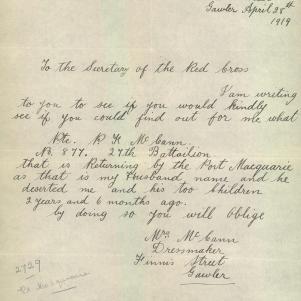 Gawler April 28th
1919
To the Secretary of the Red Cross
I am writing
to you to see if you would kindly
see if you could find out for me what
Pte. R H McCann.
No. 877. 27th Battalion
that is Returning by the Port Macquarie
as that is my Husband, name and he
deserted me and his too Children
2 years and 6 months ago.
by doing so you will oblige
Mrs McCann
Dressmaker
Finnis Street
Gawler
2729